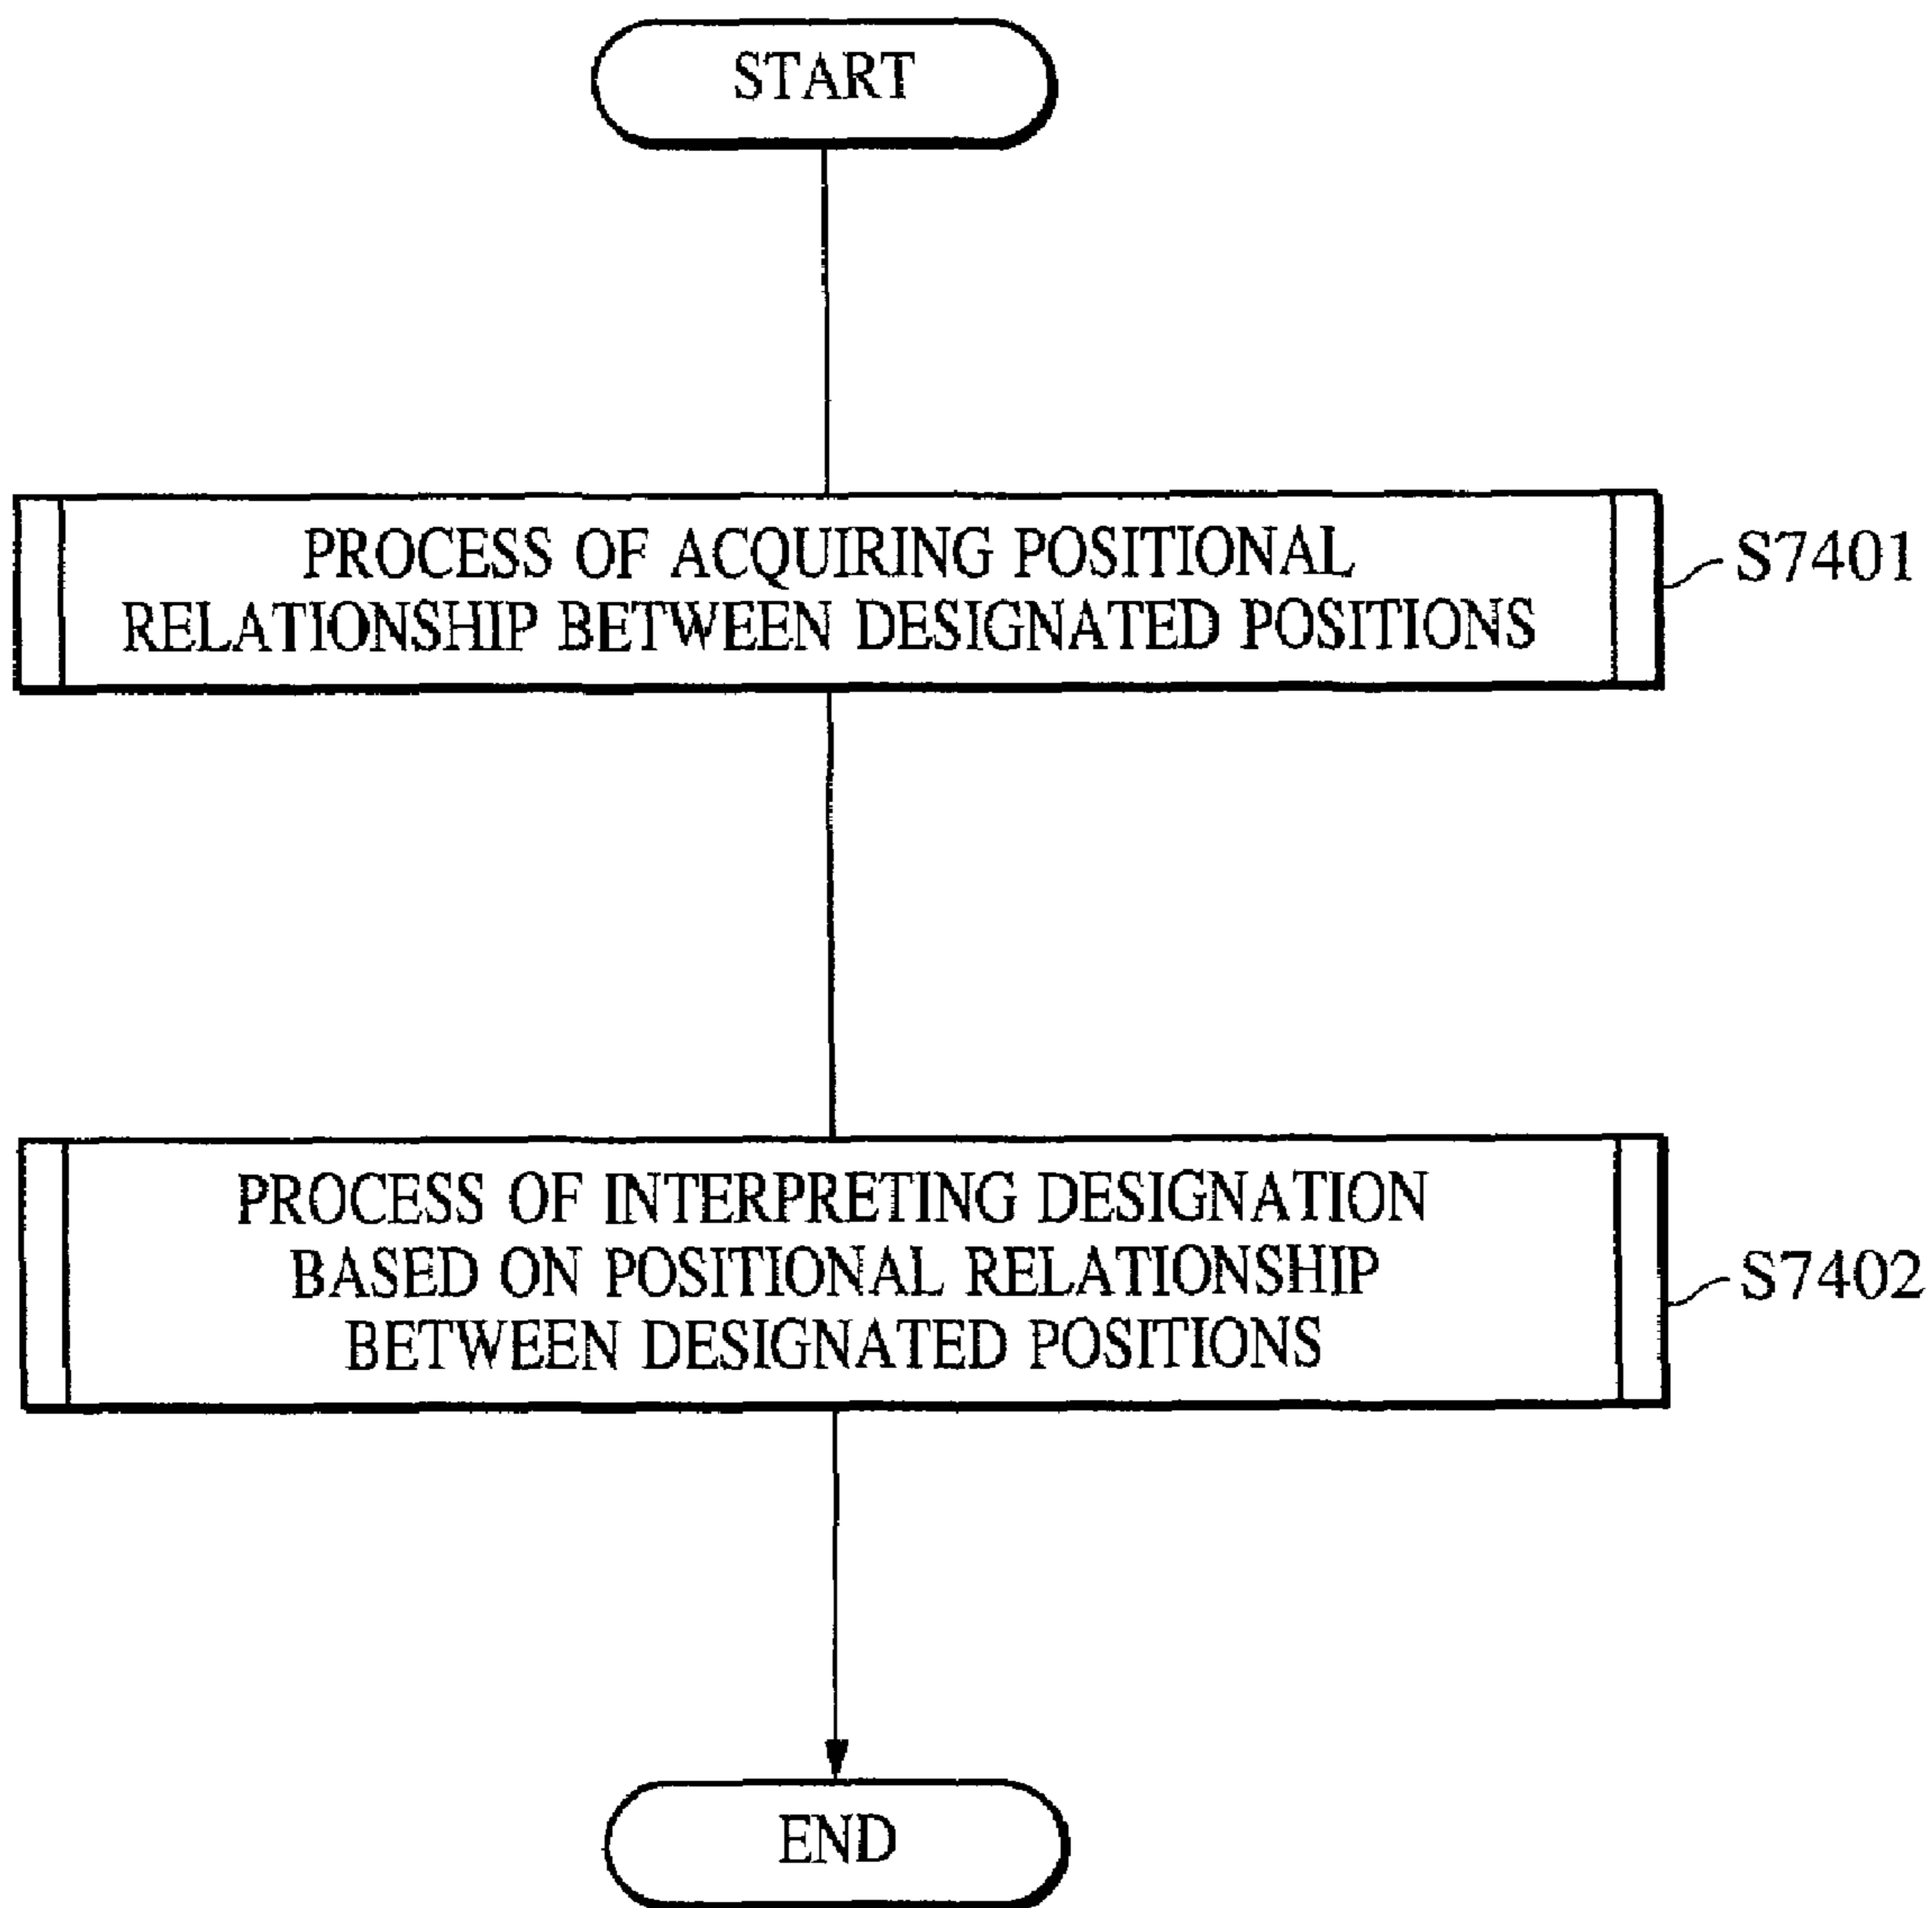 START
PROCESS OF ACQUIRING POSITIONAL
RELATIONSHIP BETWEEN DESIGNATED POSITIONS
S7401
PROCESS OF INTERPRETING DESIGNATION
BASED ON POSITIONAL RELATIONSHIP
BETWEEN DESIGNATED POSITIONS
S7402
END